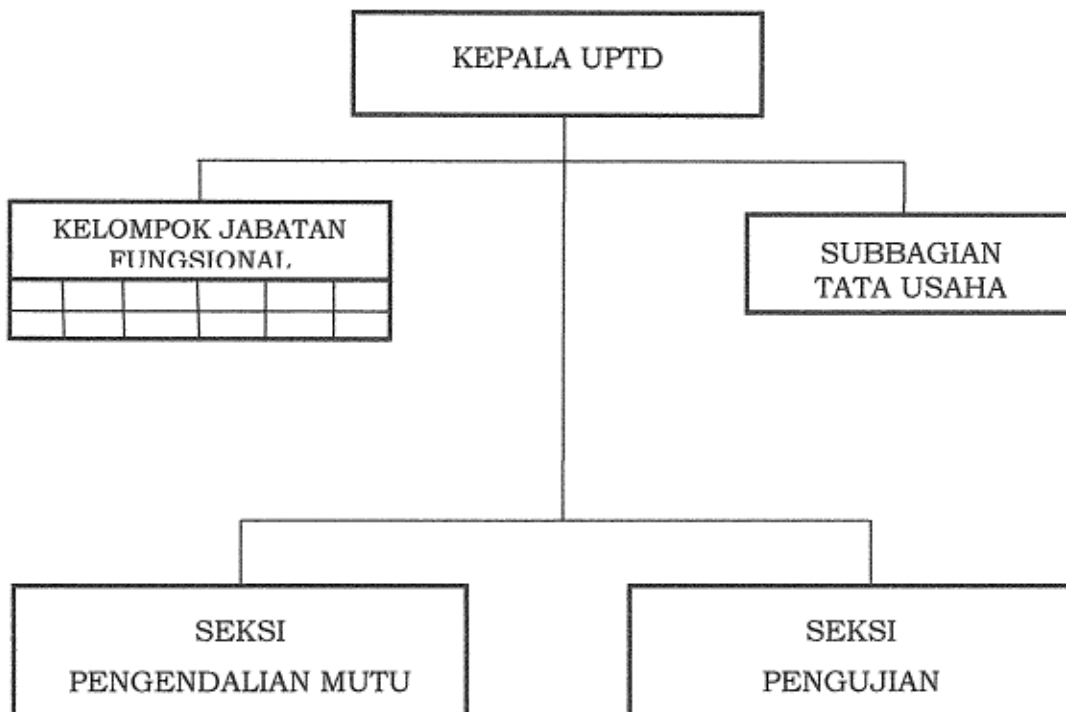 KEPALA UPTD
KELOMPOK JABATAN
FUNGSIONAL
SUBBAGIAN
TATA USAHA
SEKSI
PENGENDALIAN MUTU
SEKSI
PENGUJIAN